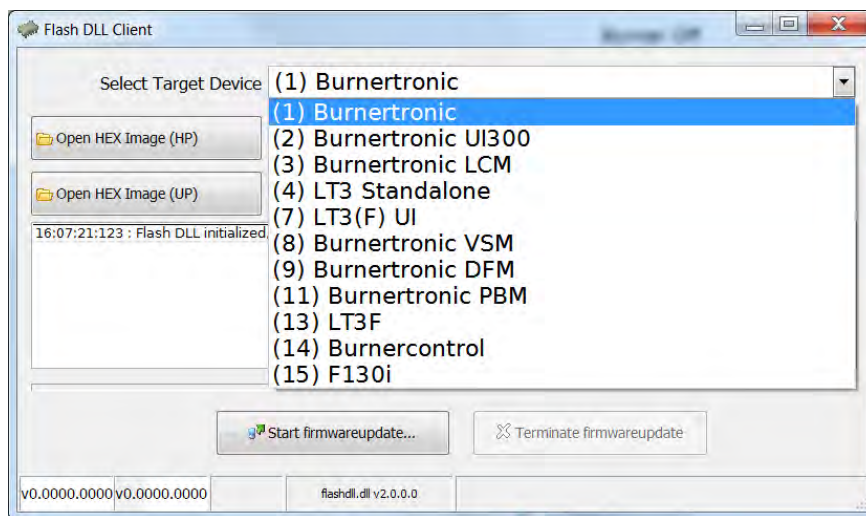 Flash DLL Client
Select Target Device (1) Burnertronic
(1) Burnertronic
(2) Burnertronic UI300
(3) Burnertronic LCM
(4) LT3 Standalone
(7) LT3(F) UI
(8) Burnertronic VSM
(9) Burnertronic DFM
(11) Burnertronic PBM
(13) LT3F
(14) Burnercontrol
(15) F130i
Open HEX Image (HP)
Open HEX Image (UP)
16:07:21:123 : Flash DLL initialized.
Start firmwareupdate...
Terminate firmwareupdate
v0.0000.0000 v0.0000.0000 flashdll.dll v2.0.0.0